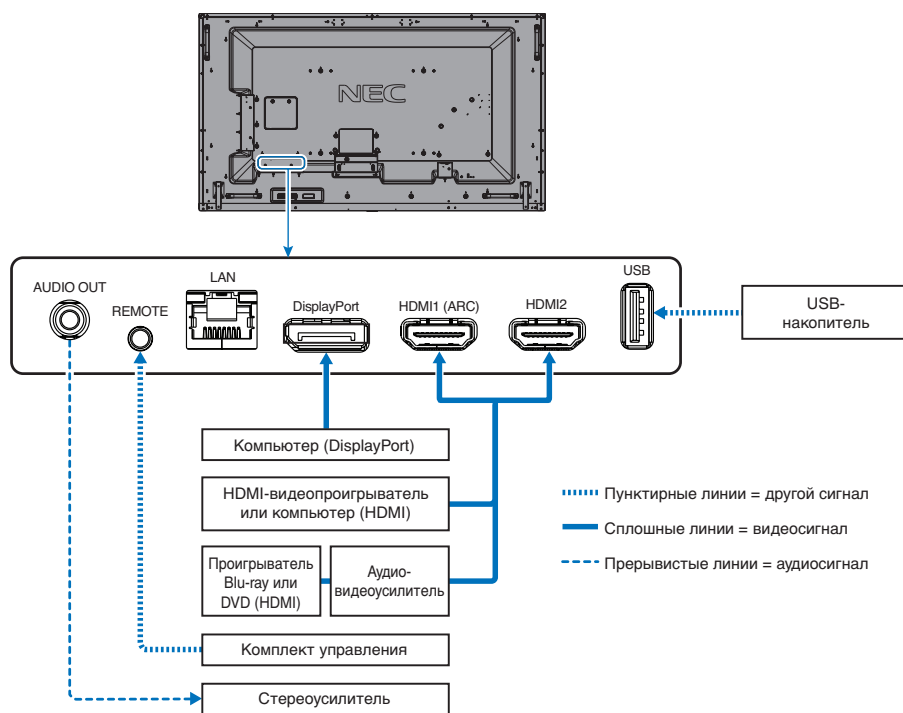 NEC
AUDIO OUT
REMOTE
LAN
DisplayPort
HDMI1 (ARC)
HDMI2
USB
USB-
накопитель
Компьютер (DisplayPort)
HDMI-видеопроигрыватель
или компьютер (HDMI)
Проигрыватель
Blu-ray или
DVD (HDMI)
Аудио-
видеоусилитель
Комплект управления
Стереоусилитель
Пунктирные линии = другой сигнал
Сплошные линии = видеосигнал
Прерывистые линии = аудиосигнал